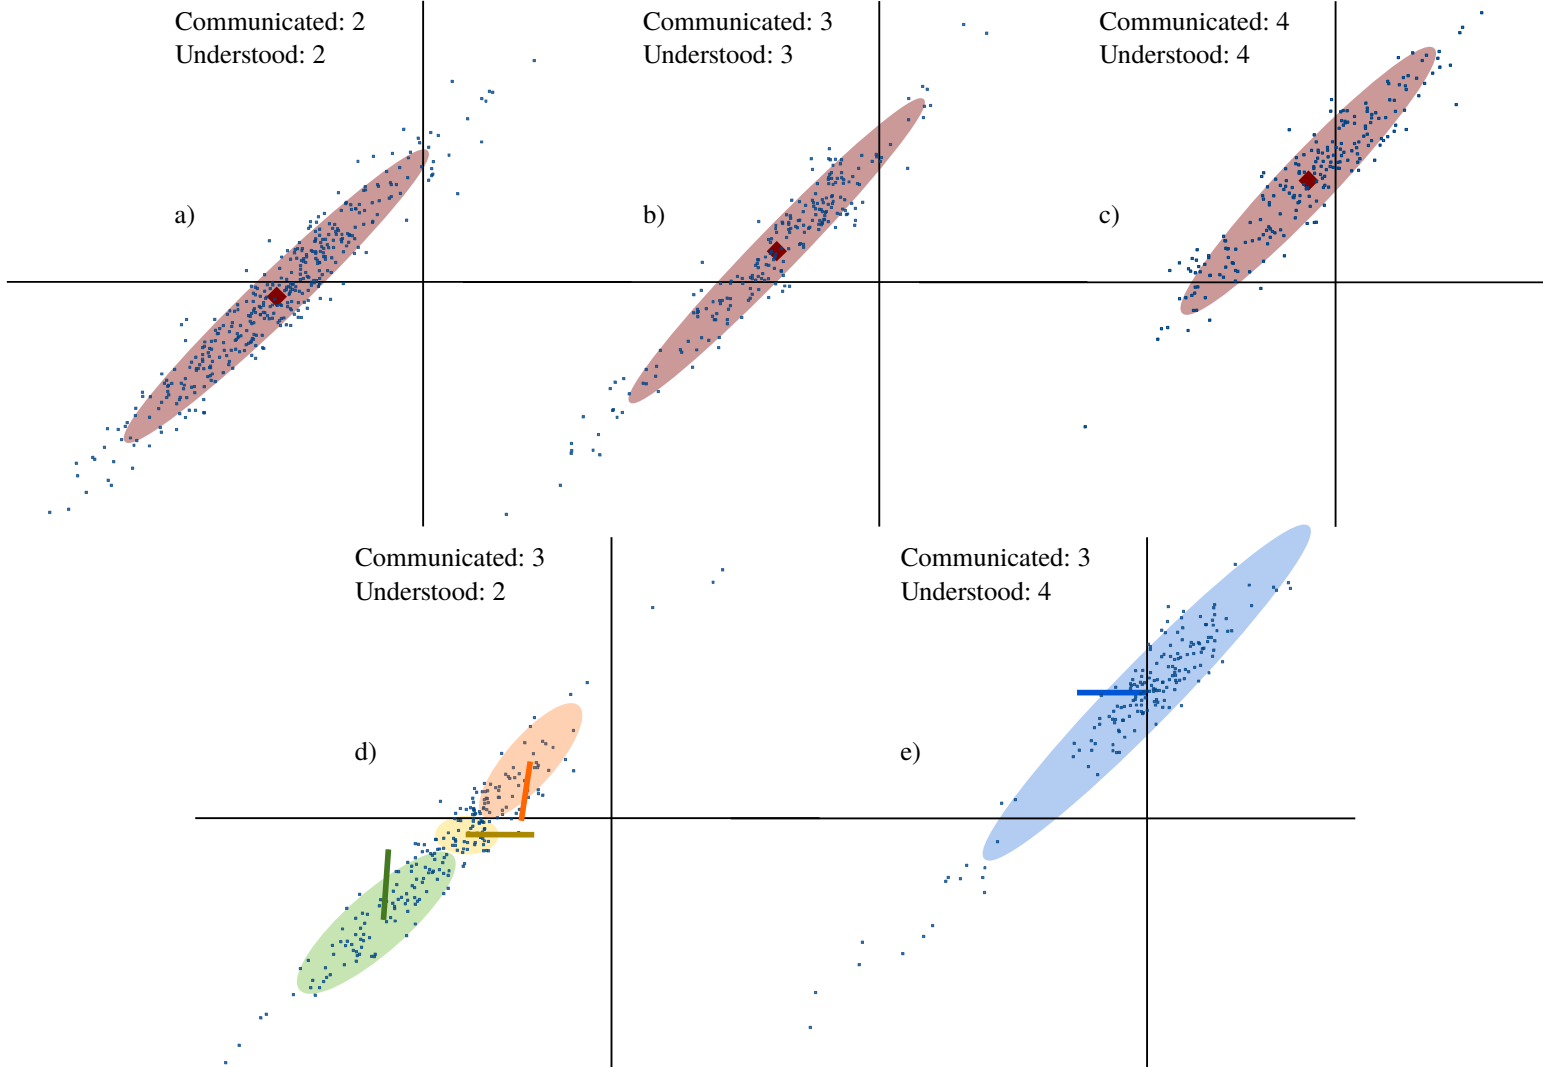 Communicated: 2
Understood: 2
a)
Communicated: 3
Understood: 3
b)
Communicated: 4
Understood: 4
c)
Communicated: 3
Understood: 2
d)
Communicated: 3
Understood: 4
e)